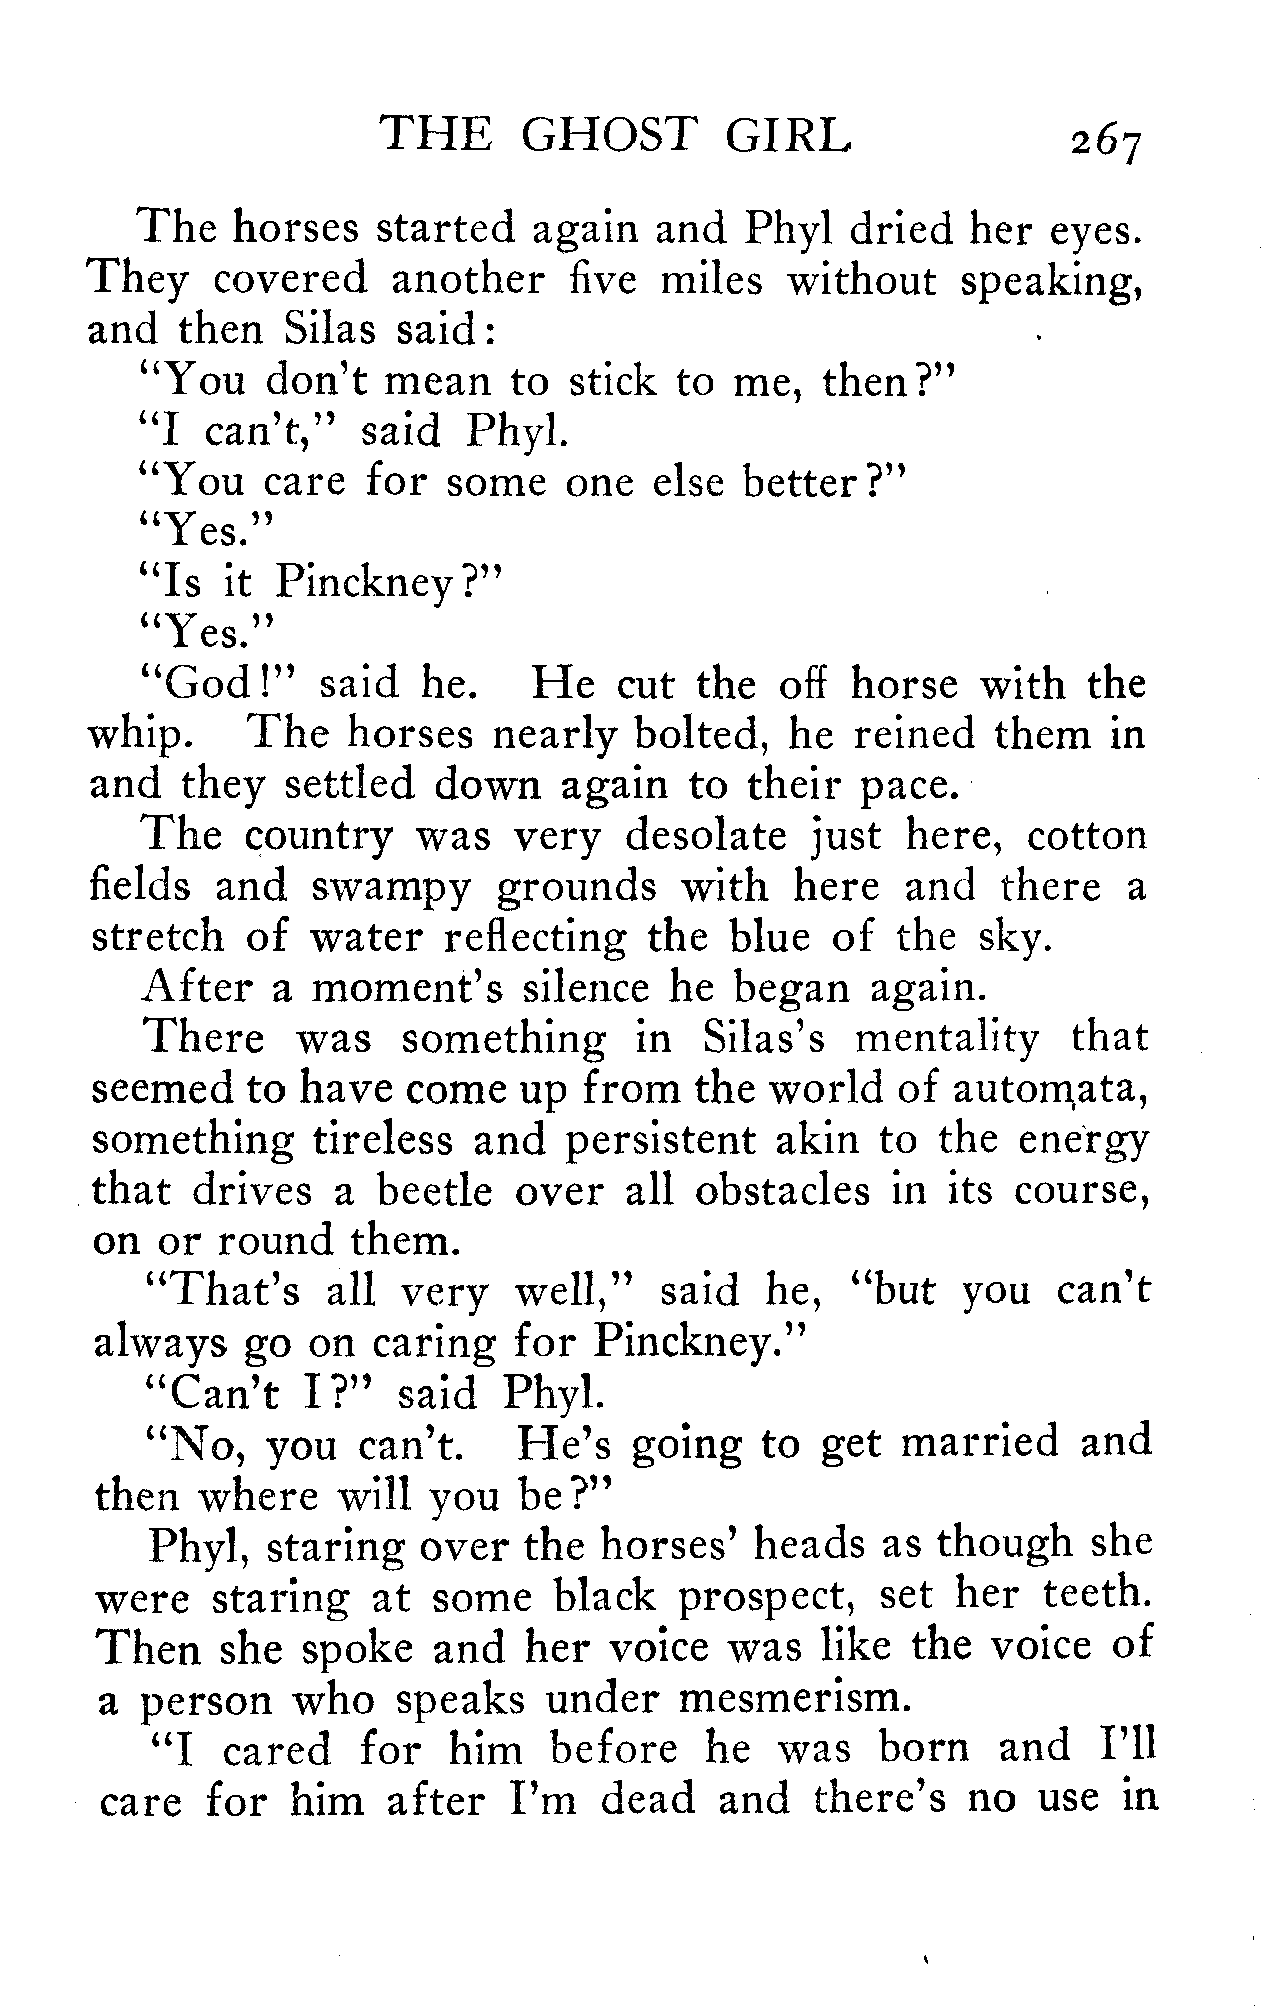 THE GHOST GIRL 267
The horses started again and Phyl dried her eyes.
They covered another five miles without speaking,
and then Silas said:
"You don't mean to stick to me, then?"
"I can't," said Phyl.
"You care for some one else better?"
"Yes."
"Is it Pinckney?"
"Yes."
"God!" said he. He cut the off horse with the
whip. The horses nearly bolted, he reined them in
and they settled down again to their pace.
The country was very desolate just here, cotton
fields and swampy grounds with here and there a
stretch of water reflecting the blue of the sky.
After a moment's silence he began again.
There was something in Silas's mentality that
seemed to have come up from the world of automata,
something tireless and persistent akin to the energy
that drives a beetle over all obstacles in its course,
on or round them.
"That's all very well," said he, "but you can't
always go on caring for Pinckney."
"Can't I?" said Phyl.
"No, you can't. He's going to get married and
then where will you be?"
Phyl, staring over the horses' heads as though she
were staring at some black prospect, set her teeth.
Then she spoke and her voice was like the voice of
a person who speaks under mesmerism.
"I cared for him before he was born and I'll
care for him after I'm dead and there's no use in